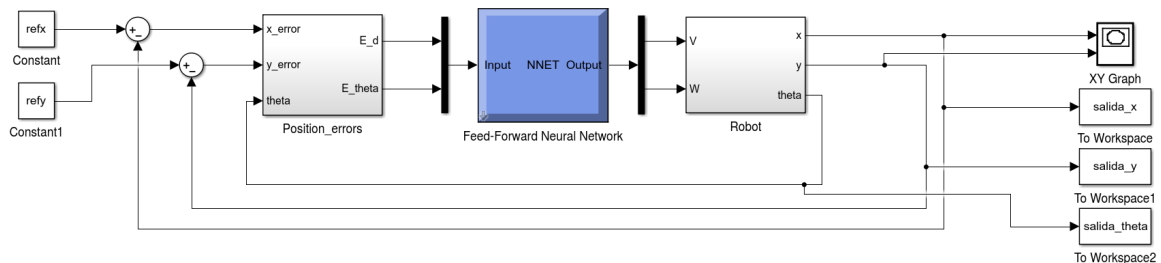 refx
Constant
refy
Constant1
+
−
+
−
x_error
y_error
theta
E_d
E_theta
Position_errors
Input
NNET
Output
Feed-Forward Neural Network
V
W
x
y
theta
Robot
XY Graph
salida_x
To Workspace
salida_y
To Workspace1
salida_theta
To Workspace2